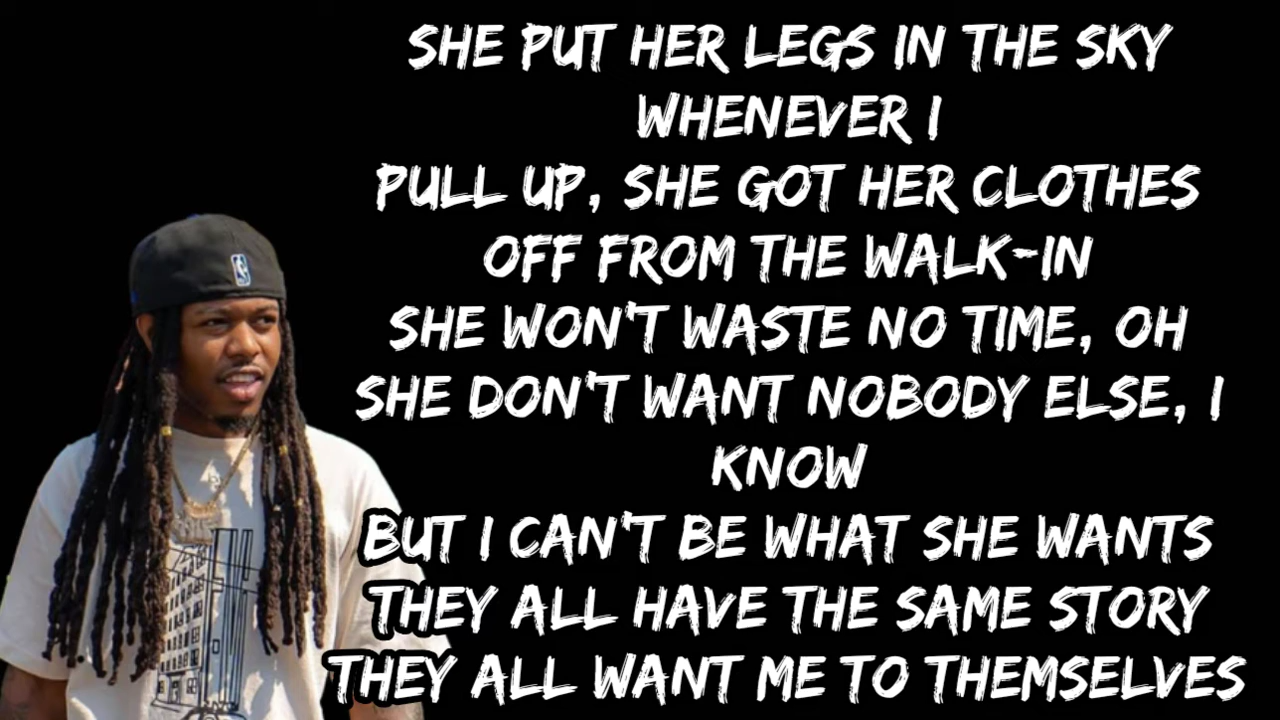 SHE PUT HER LEGS IN THE SKY
WHENEVER I
PULL UP, SHE GOT HER CLOTHES
OFF FROM THE WALK-IN
SHE WON'T WASTE NO TIME, OH
SHE DON'T WANT NOBODY ELSE, I
KNOW
BUT I CAN'T BE WHAT SHE WANTS
THEY ALL HAVE THE SAME STORY
THEY ALL WANT ME TO THEMSELVES